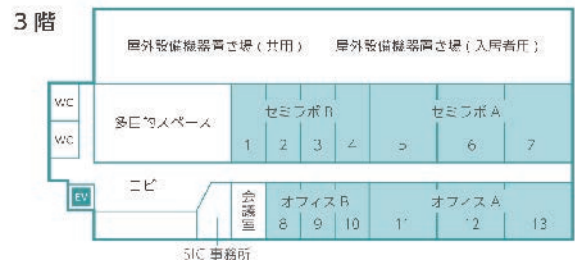 3階
屋外設備機器置き場(共用) 屋外設備機器置き場(入居者用)
WC
WC
多目的スペース
セミラボB
セミラボA
1 2 3 4 5 6 7
EV
ロビー
会議室
オフィスB
オフィスA
8 9 10 11 12 13
SIC 事務所